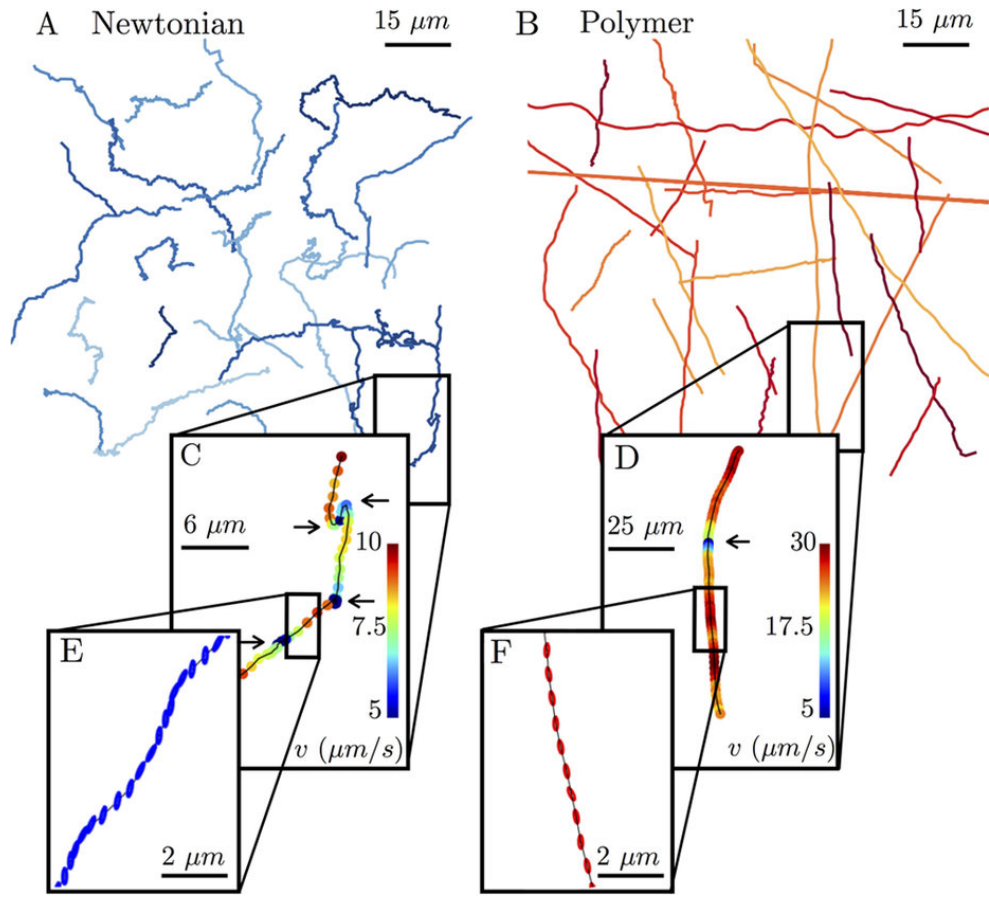 A Newtonian 15 μm
B Polymer 15 μm
C
6 μm
10
7.5
5
v (μm/s)
D
25 μm
30
17.5
5
v (μm/s)
E
2 μm
F
2 μm